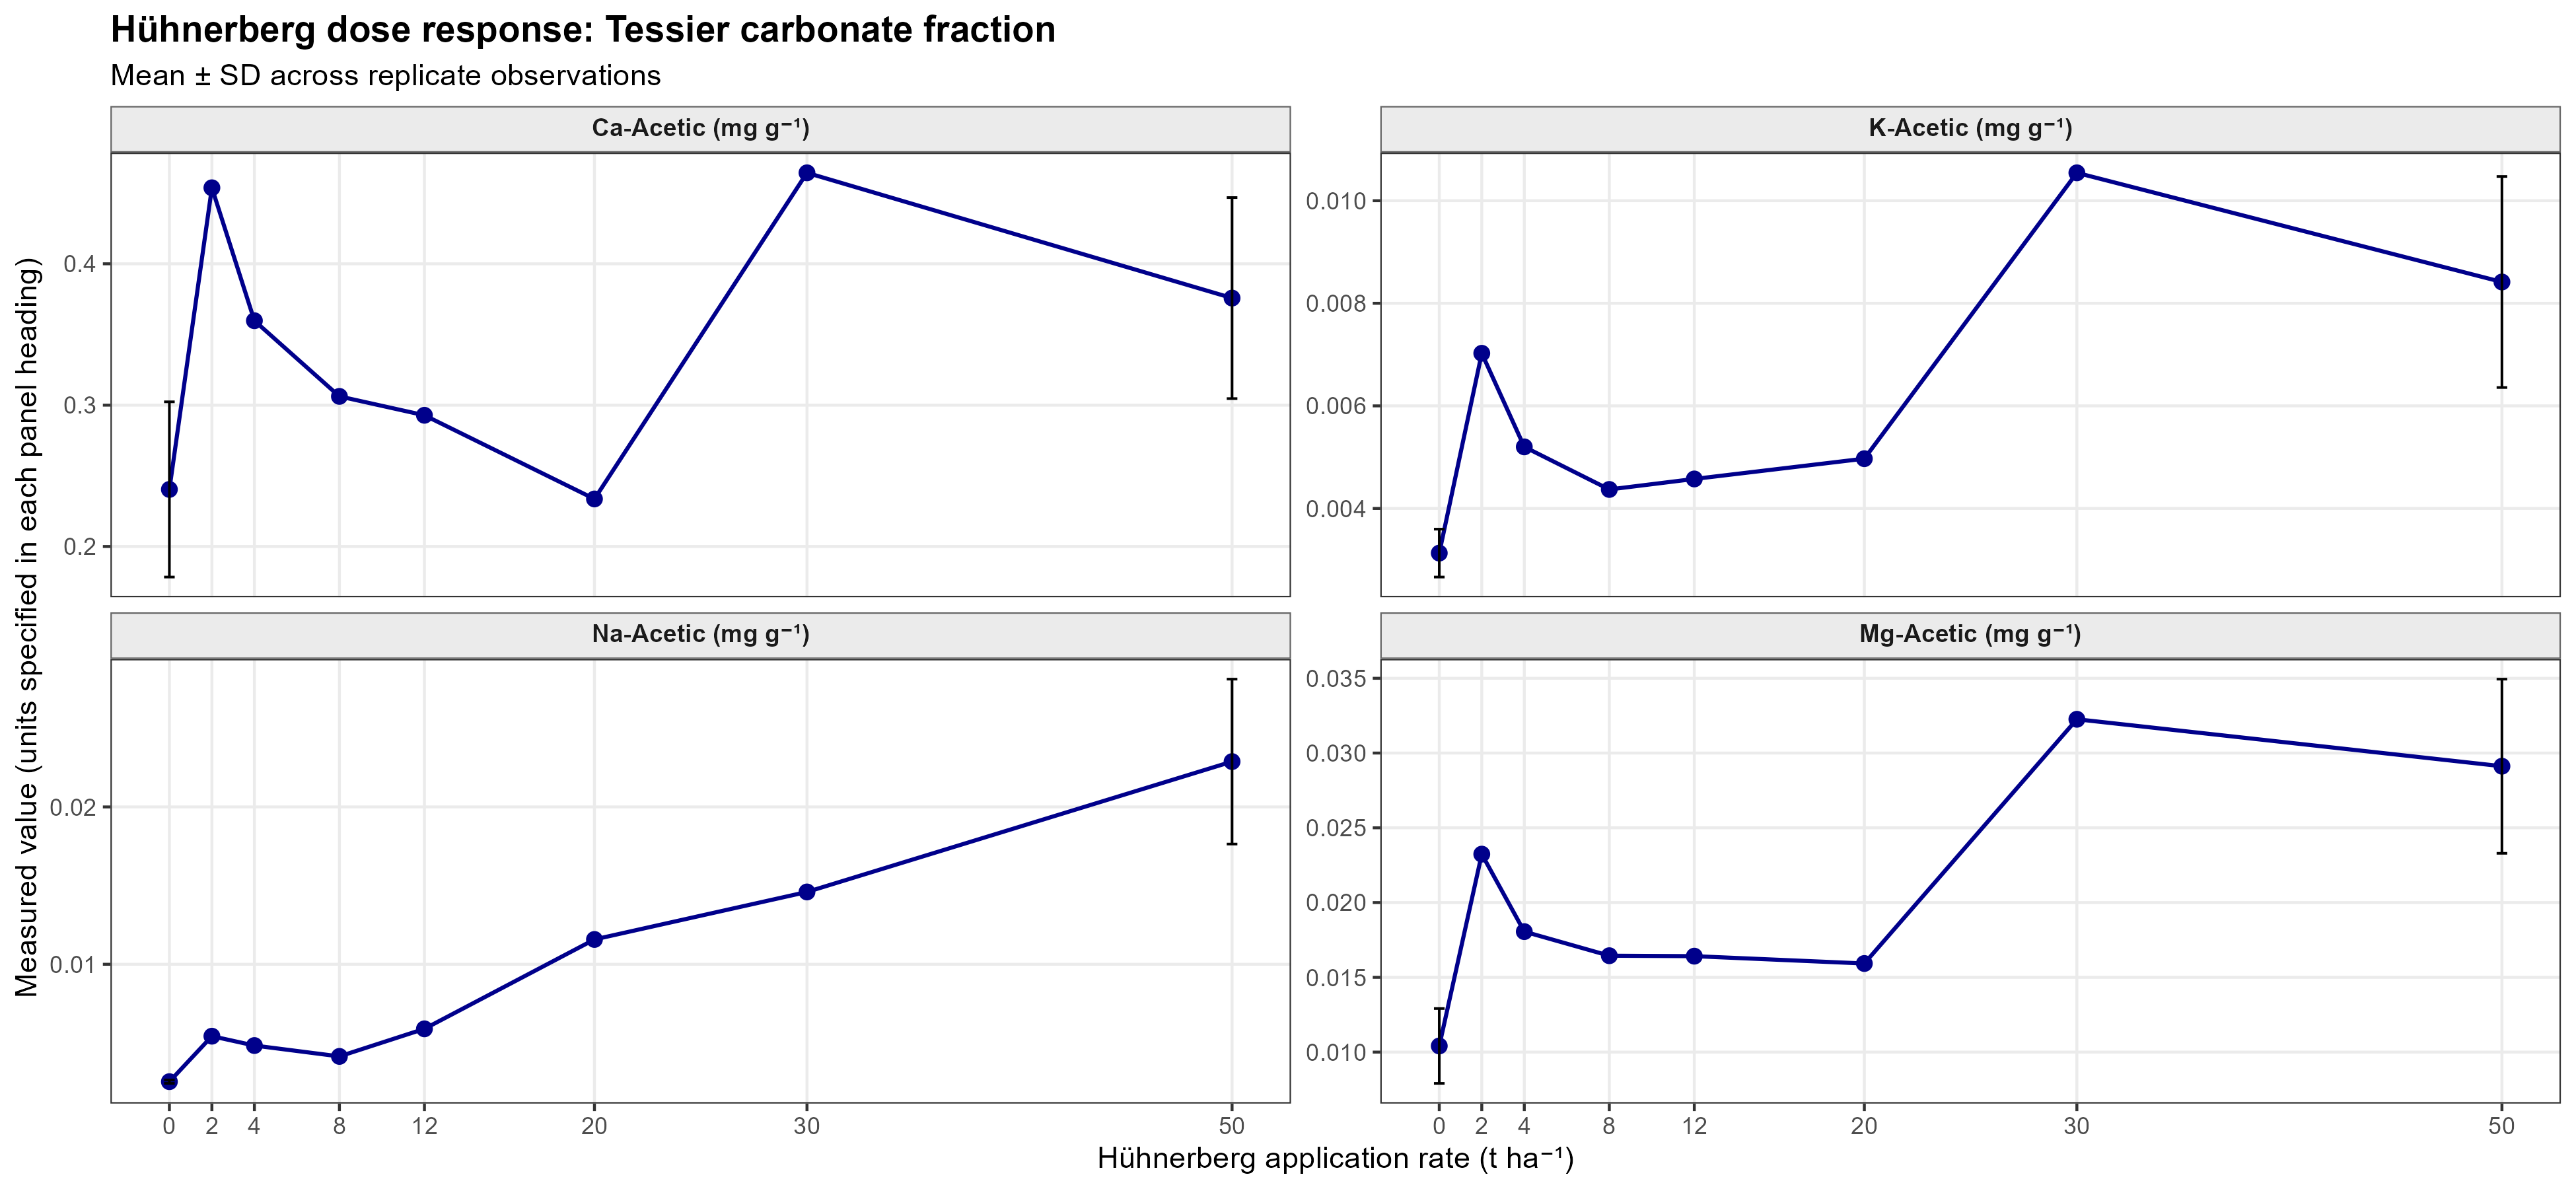 Hühnerberg dose response: Tessier carbonate fraction
Mean ± SD across replicate observations
Measured value (units specified in each panel heading)
Ca-Acetic (mg g⁻¹)
0.4
0.3
0.2
K-Acetic (mg g⁻¹)
0.010
0.008
0.006
0.004
Na-Acetic (mg g⁻¹)
0.02
0.01
0 2 4 8 12 20 30 50
Mg-Acetic (mg g⁻¹)
0.035
0.030
0.025
0.020
0.015
0.010
0 2 4 8 12 20 30 50
Hühnerberg application rate (t ha⁻¹)